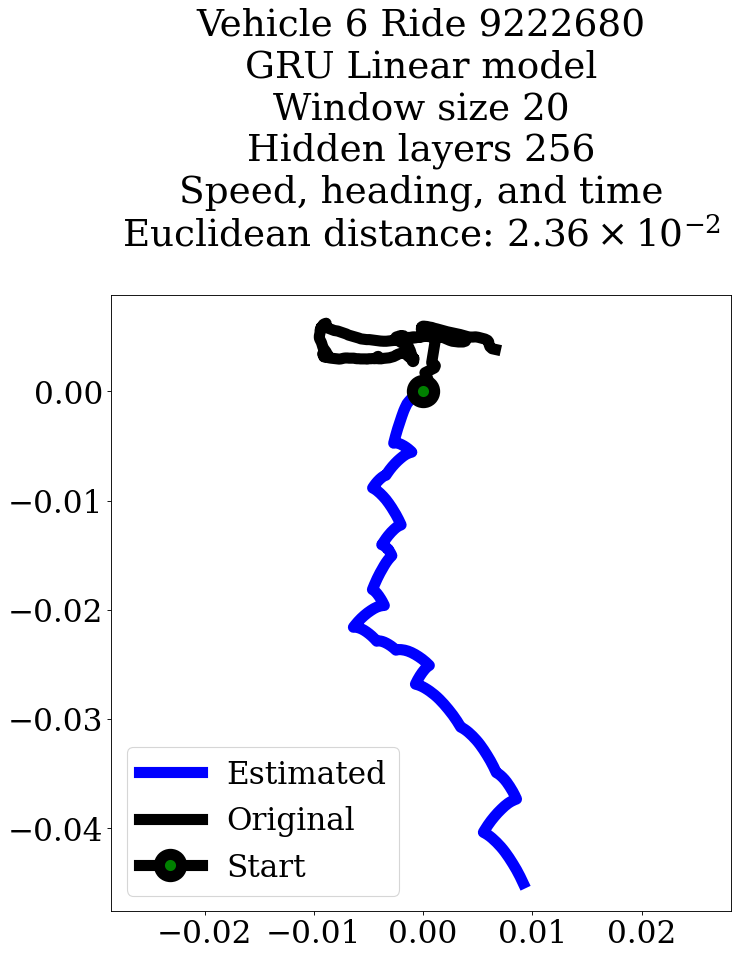 Vehicle 6 Ride 9222680
GRU Linear model
Window size 20
Hidden layers 256
Speed, heading, and time
Euclidean distance: 2.36 × 10⁻²
0.00
−0.01
−0.02
−0.03
−0.04
Estimated
Original
Start
−0.02 −0.01 0.00 0.01 0.02